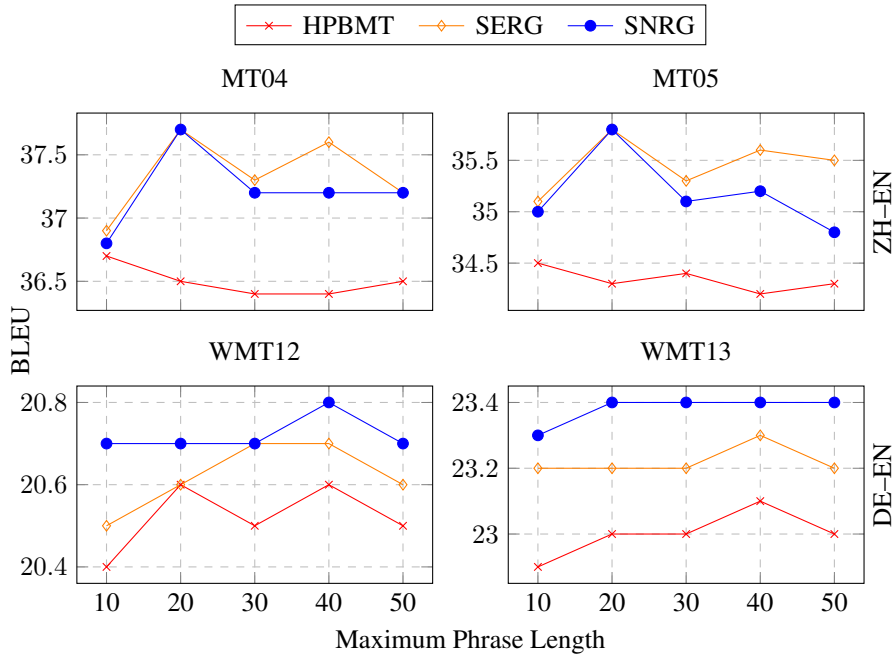 HPBMT SERG SNRG
MT04 MT05
37.5
37
36.5
35.5
35
34.5
ZH–EN
BLEU
WMT12 WMT13
20.8
20.6
20.4
23.4
23.2
23
DE–EN
10 20 30 40 50 10 20 30 40 50
Maximum Phrase Length